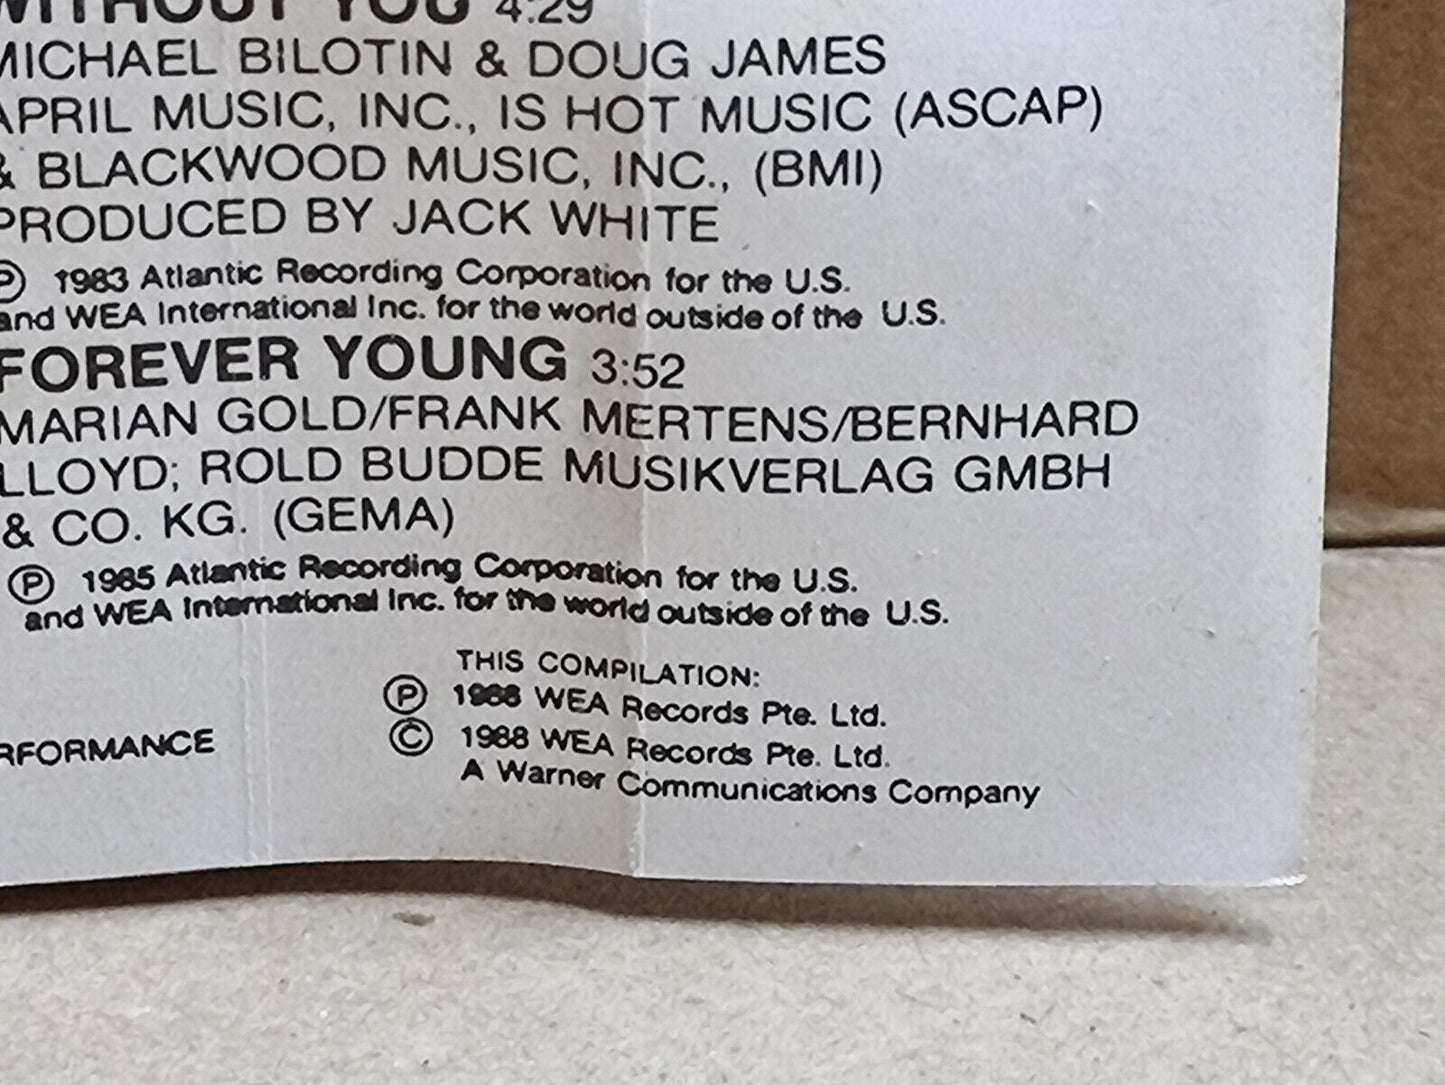 WITHOUT YOU 4:29
MICHAEL BILOTIN & DOUG JAMES
APRIL MUSIC, INC., IS HOT MUSIC (ASCAP)
& BLACKWOOD MUSIC, INC., (BMI)
PRODUCED BY JACK WHITE
Ⓟ 1983 Atlantic Recording Corporation for the U.S.
and WEA International Inc. for the world outside of the U.S.
FOREVER YOUNG 3:52
MARIAN GOLD/FRANK MERTENS/BERNHARD
LLOYD; ROLD BUDDE MUSIKVERLAG GMBH
& CO. KG. (GEMA)
Ⓟ 1985 Atlantic Recording Corporation for the U.S.
and WEA International Inc. for the world outside of the U.S.
THIS COMPILATION:
Ⓟ 1988 WEA Records Pte. Ltd.
© 1988 WEA Records Pte. Ltd.
A Warner Communications Company
RFORMANCE